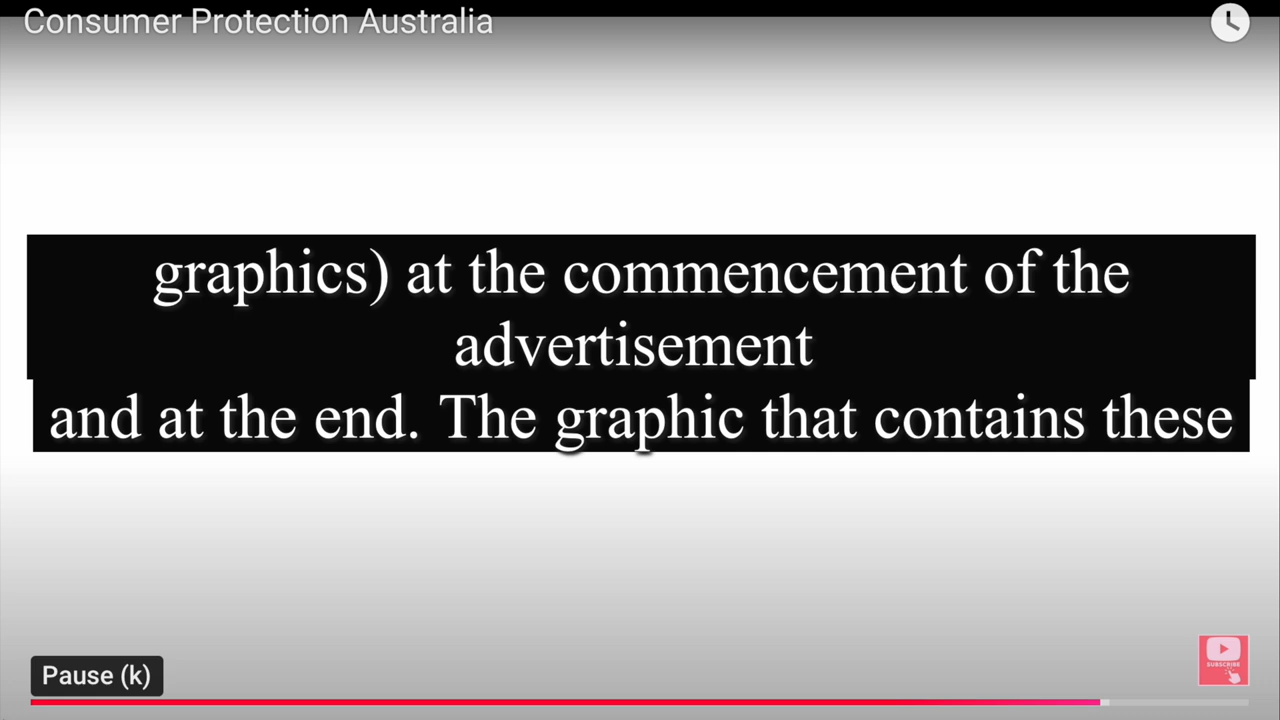 Consumer Protection Australia
graphics) at the commencement of the
advertisement
and at the end. The graphic that contains these
SUBSCRIBE
Pause (k)